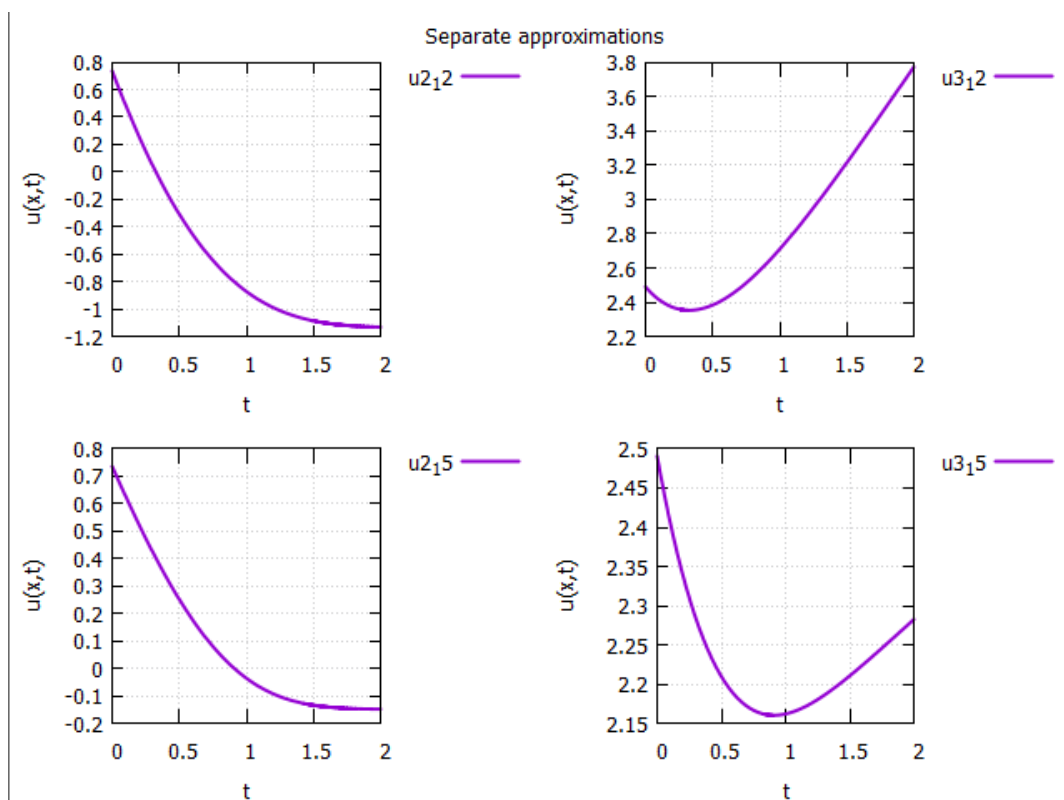 Separate approximations
0.8
0.6
0.4
0.2
0
-0.2
-0.4
-0.6
-0.8
-1
-1.2
u(x,t)
0 0.5 1 1.5 2
t
u2₁2
3.8
3.6
3.4
3.2
3
2.8
2.6
2.4
2.2
u(x,t)
0 0.5 1 1.5 2
t
u3₁2
0.8
0.7
0.6
0.5
0.4
0.3
0.2
0.1
0
-0.1
-0.2
u(x,t)
0 0.5 1 1.5 2
t
u2₁5
2.5
2.45
2.4
2.35
2.3
2.25
2.2
2.15
u(x,t)
0 0.5 1 1.5 2
t
u3₁5